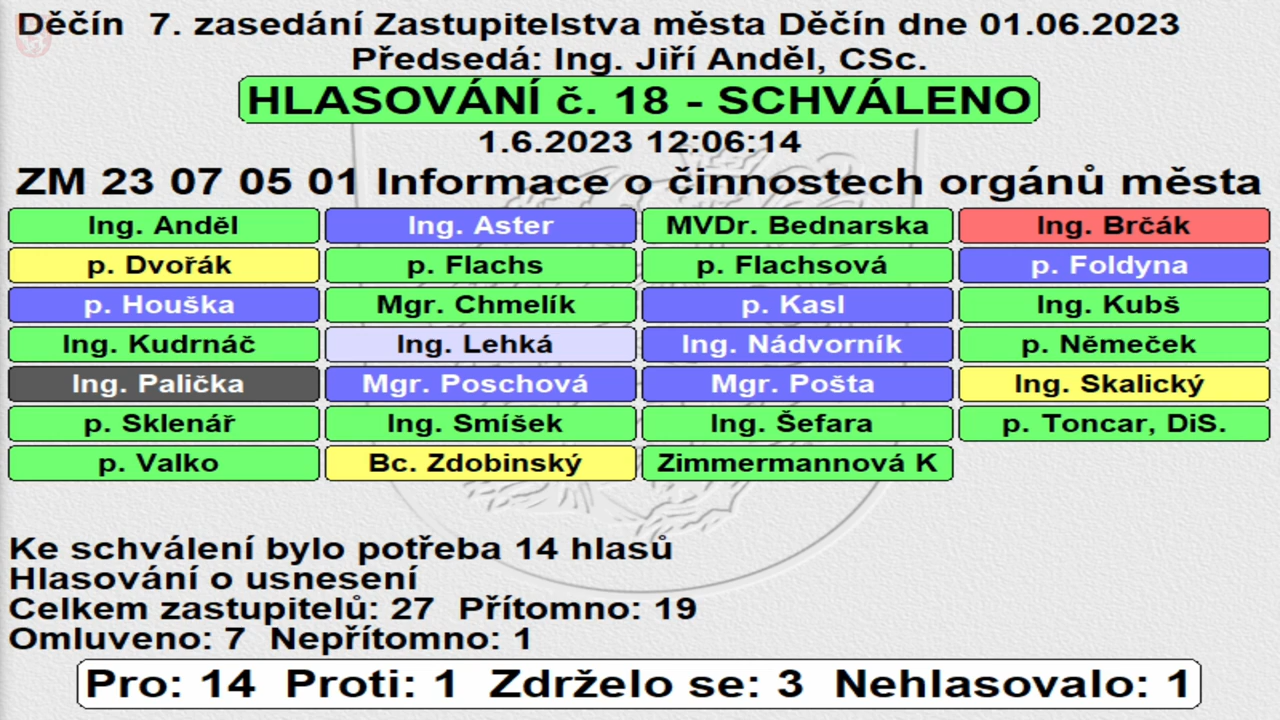 Děčín 7. zasedání Zastupitelstva města Děčín dne 01.06.2023
Předsedá: Ing. Jiří Anděl, CSc.
HLASOVÁNÍ č. 18 - SCHVÁLENO
1.6.2023 12:06:14
ZM 23 07 05 01 Informace o činnostech orgánů města
Ing. Anděl Ing. Aster MVDr. Bednarska Ing. Brčák
p. Dvořák p. Flachs p. Flachsová p. Foldyna
p. Houška Mgr. Chmelík p. Kasl Ing. Kubš
Ing. Kudrnáč Ing. Lehká Ing. Nádvorník p. Němeček
Ing. Palička Mgr. Poschová Mgr. Pošta Ing. Skalický
p. Sklenář Ing. Smíšek Ing. Šefara p. Toncar, DiS.
p. Valko Bc. Zdobinský Zimmermannová K
Ke schválení bylo potřeba 14 hlasů
Hlasování o usnesení
Celkem zastupitelů: 27 Přítomno: 19
Omluveno: 7 Nepřítomno: 1
Pro: 14 Proti: 1 Zdrželo se: 3 Nehlasovalo: 1